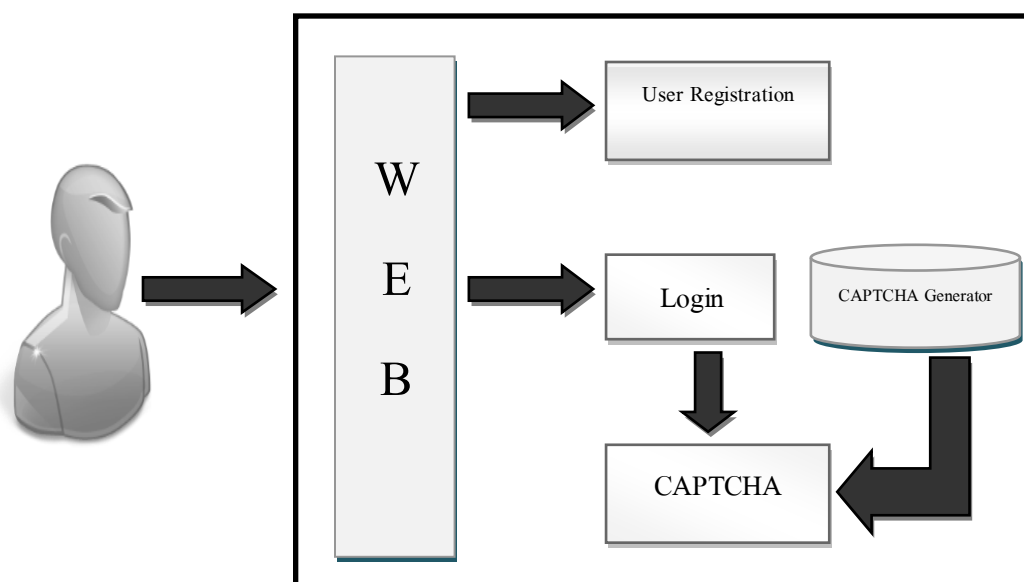 W
E
B
User Registration
Login
CAPTCHA Generator
CAPTCHA